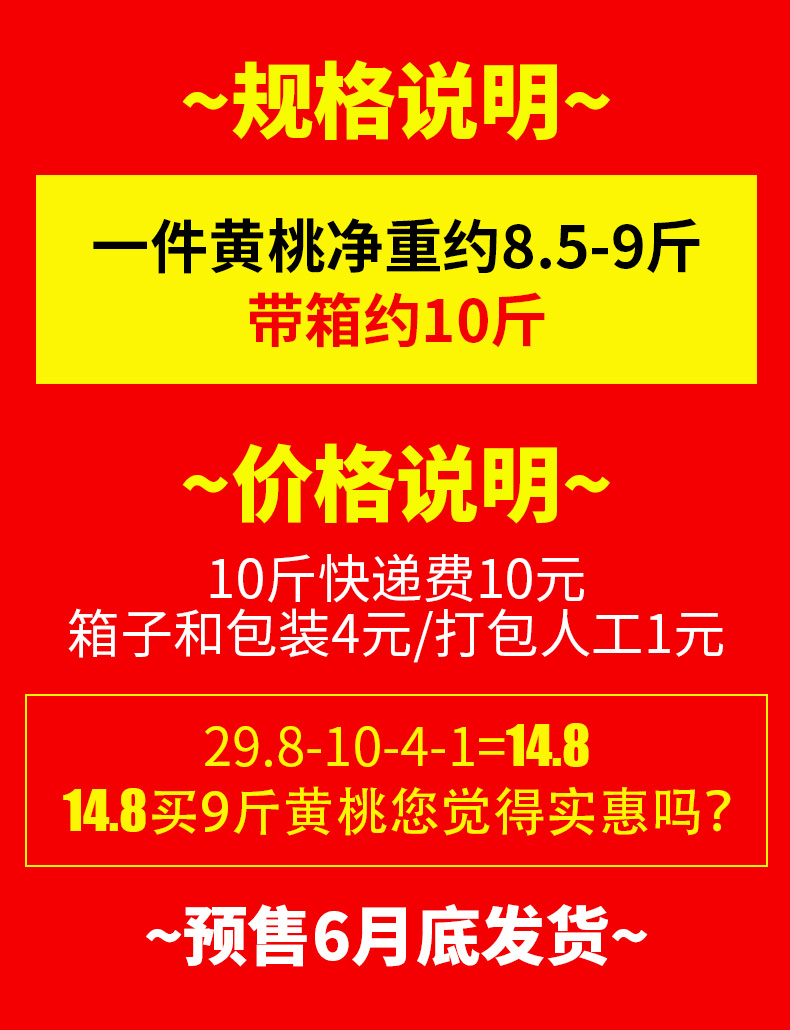 ~规格说明~
一件黄桃净重约8.5-9斤
带箱约10斤
~价格说明~
10斤快递费10元
箱子和包装4元/打包人工1元
29.8-10-4-1=14.8
14.8买9斤黄桃您觉得实惠吗?
~预售6月底发货~